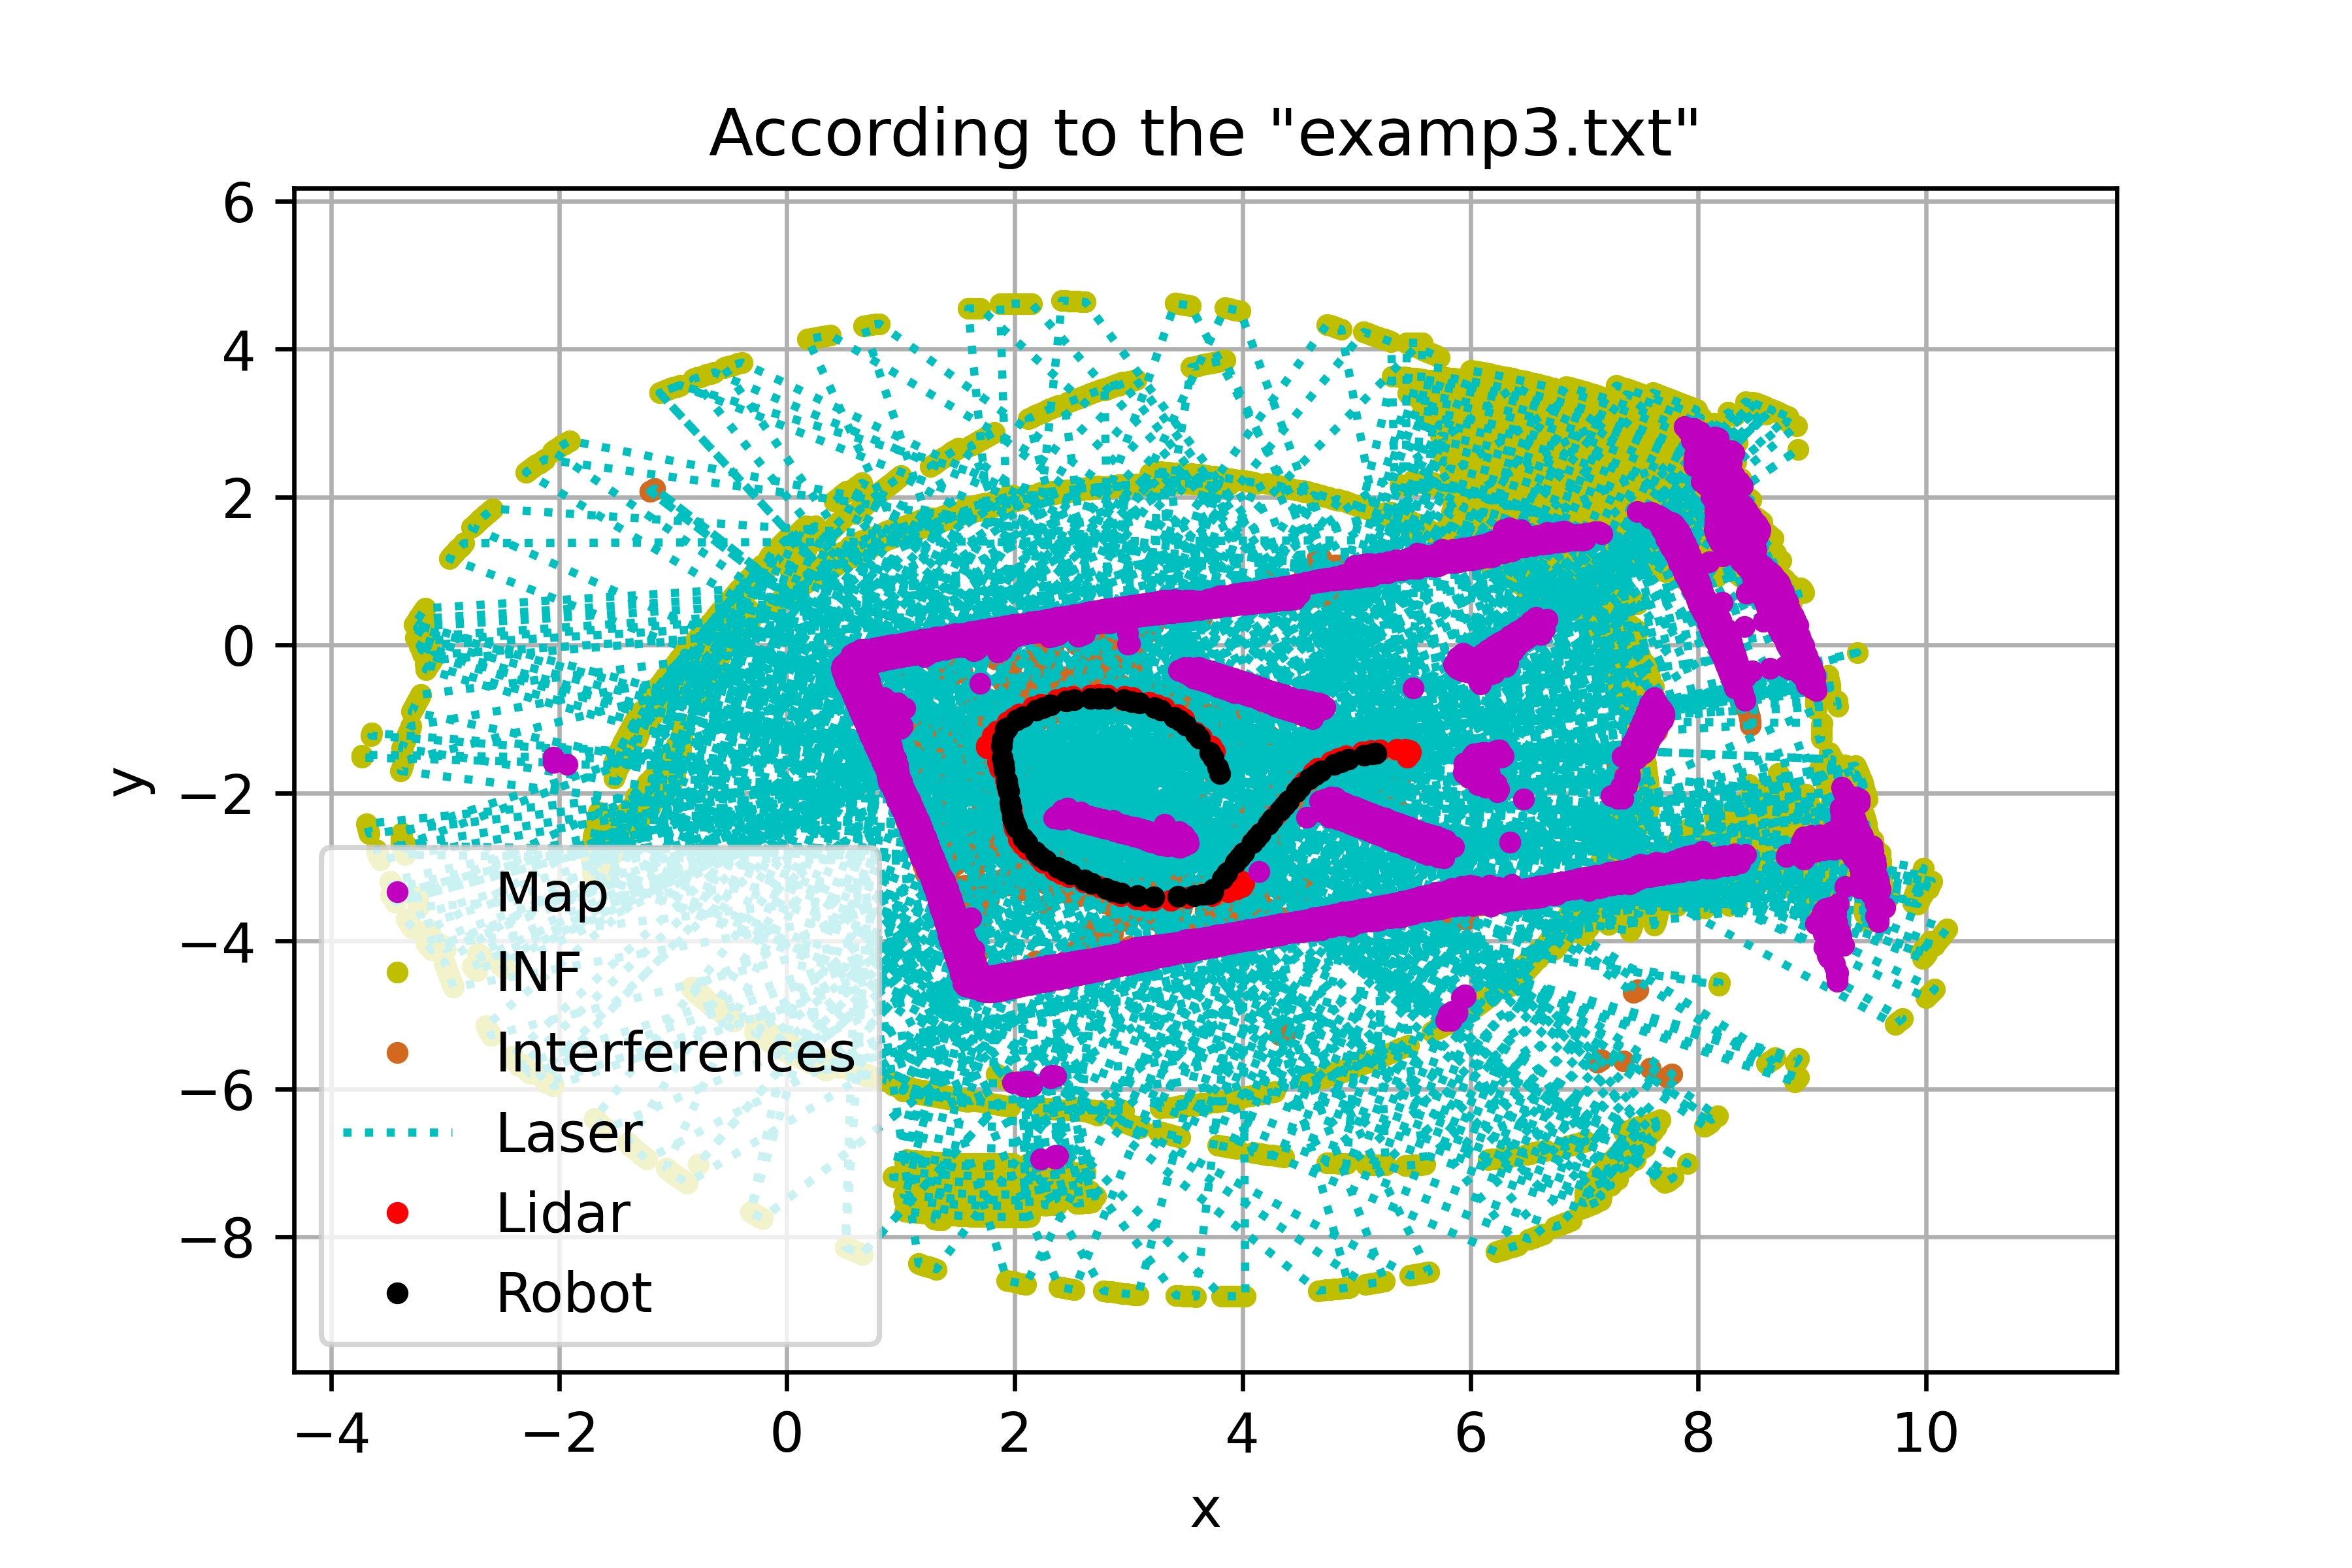 According to the "examp3.txt"
6
4
2
0
−2
−4
−6
−8
y
Map
INF
Interferences
Laser
Lidar
Robot
−4 −2 0 2 4 6 8 10
x